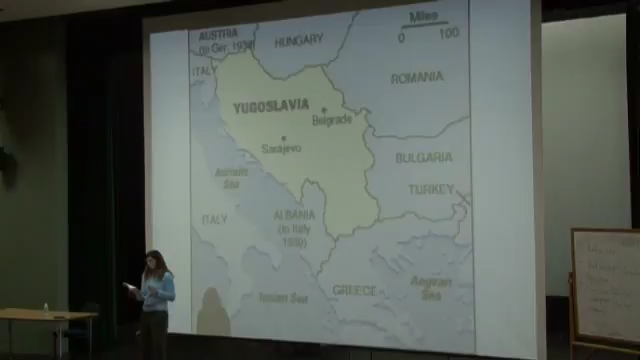 AUSTRIA
(to Ger. 1938)
HUNGARY
Miles
0 100
ITALY
ROMANIA
YUGOSLAVIA
Belgrade
Sarajevo
BULGARIA
Adriatic
Sea
TURKEY
ITALY
ALBANIA
(to Italy
1939)
GREECE
Aegean
Sea
Ionian Sea